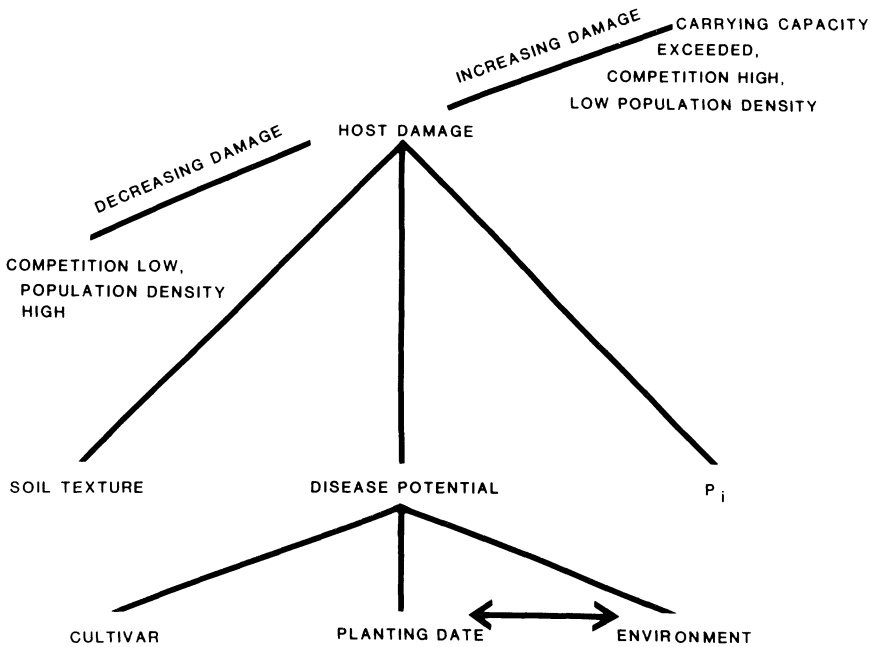 INCREASING DAMAGE
CARRYING CAPACITY
EXCEEDED,
COMPETITION HIGH,
LOW POPULATION DENSITY
HOST DAMAGE
DECREASING DAMAGE
COMPETITION LOW,
POPULATION DENSITY
HIGH
SOIL TEXTURE
DISEASE POTENTIAL
Pi
CULTIVAR
PLANTING DATE
ENVIRONMENT